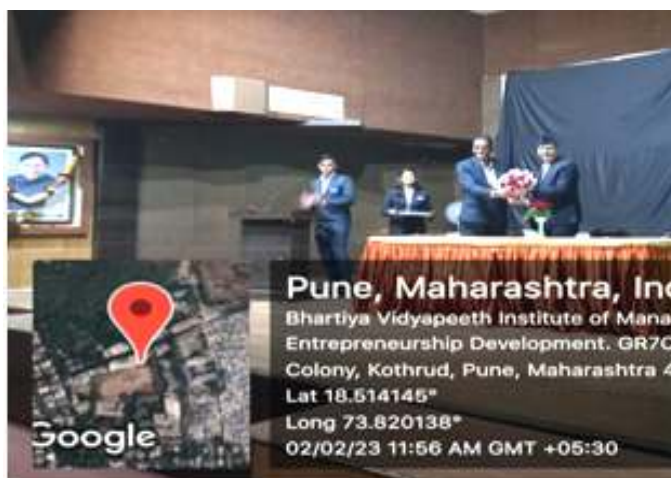 Pune, Maharashtra, Ind
Bhartiya Vidyapeeth Institute of Mana
Entrepreneurship Development. GR7C
Colony, Kothrud, Pune, Maharashtra 4
Lat 18.514145°
Long 73.820138°
02/02/23 11:56 AM GMT +05:30
Google